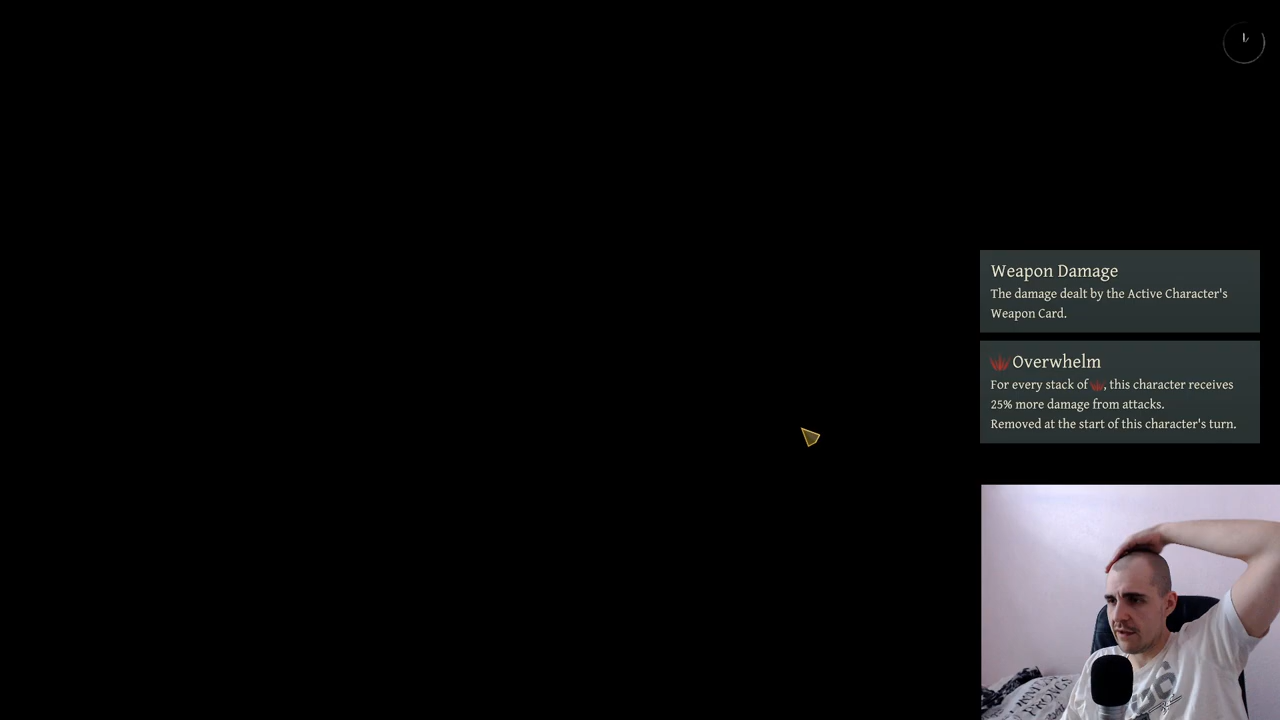 Weapon Damage
The damage dealt by the Active Character's
Weapon Card.
Overwhelm
For every stack of , this character receives
25% more damage from attacks.
Removed at the start of this character's turn.